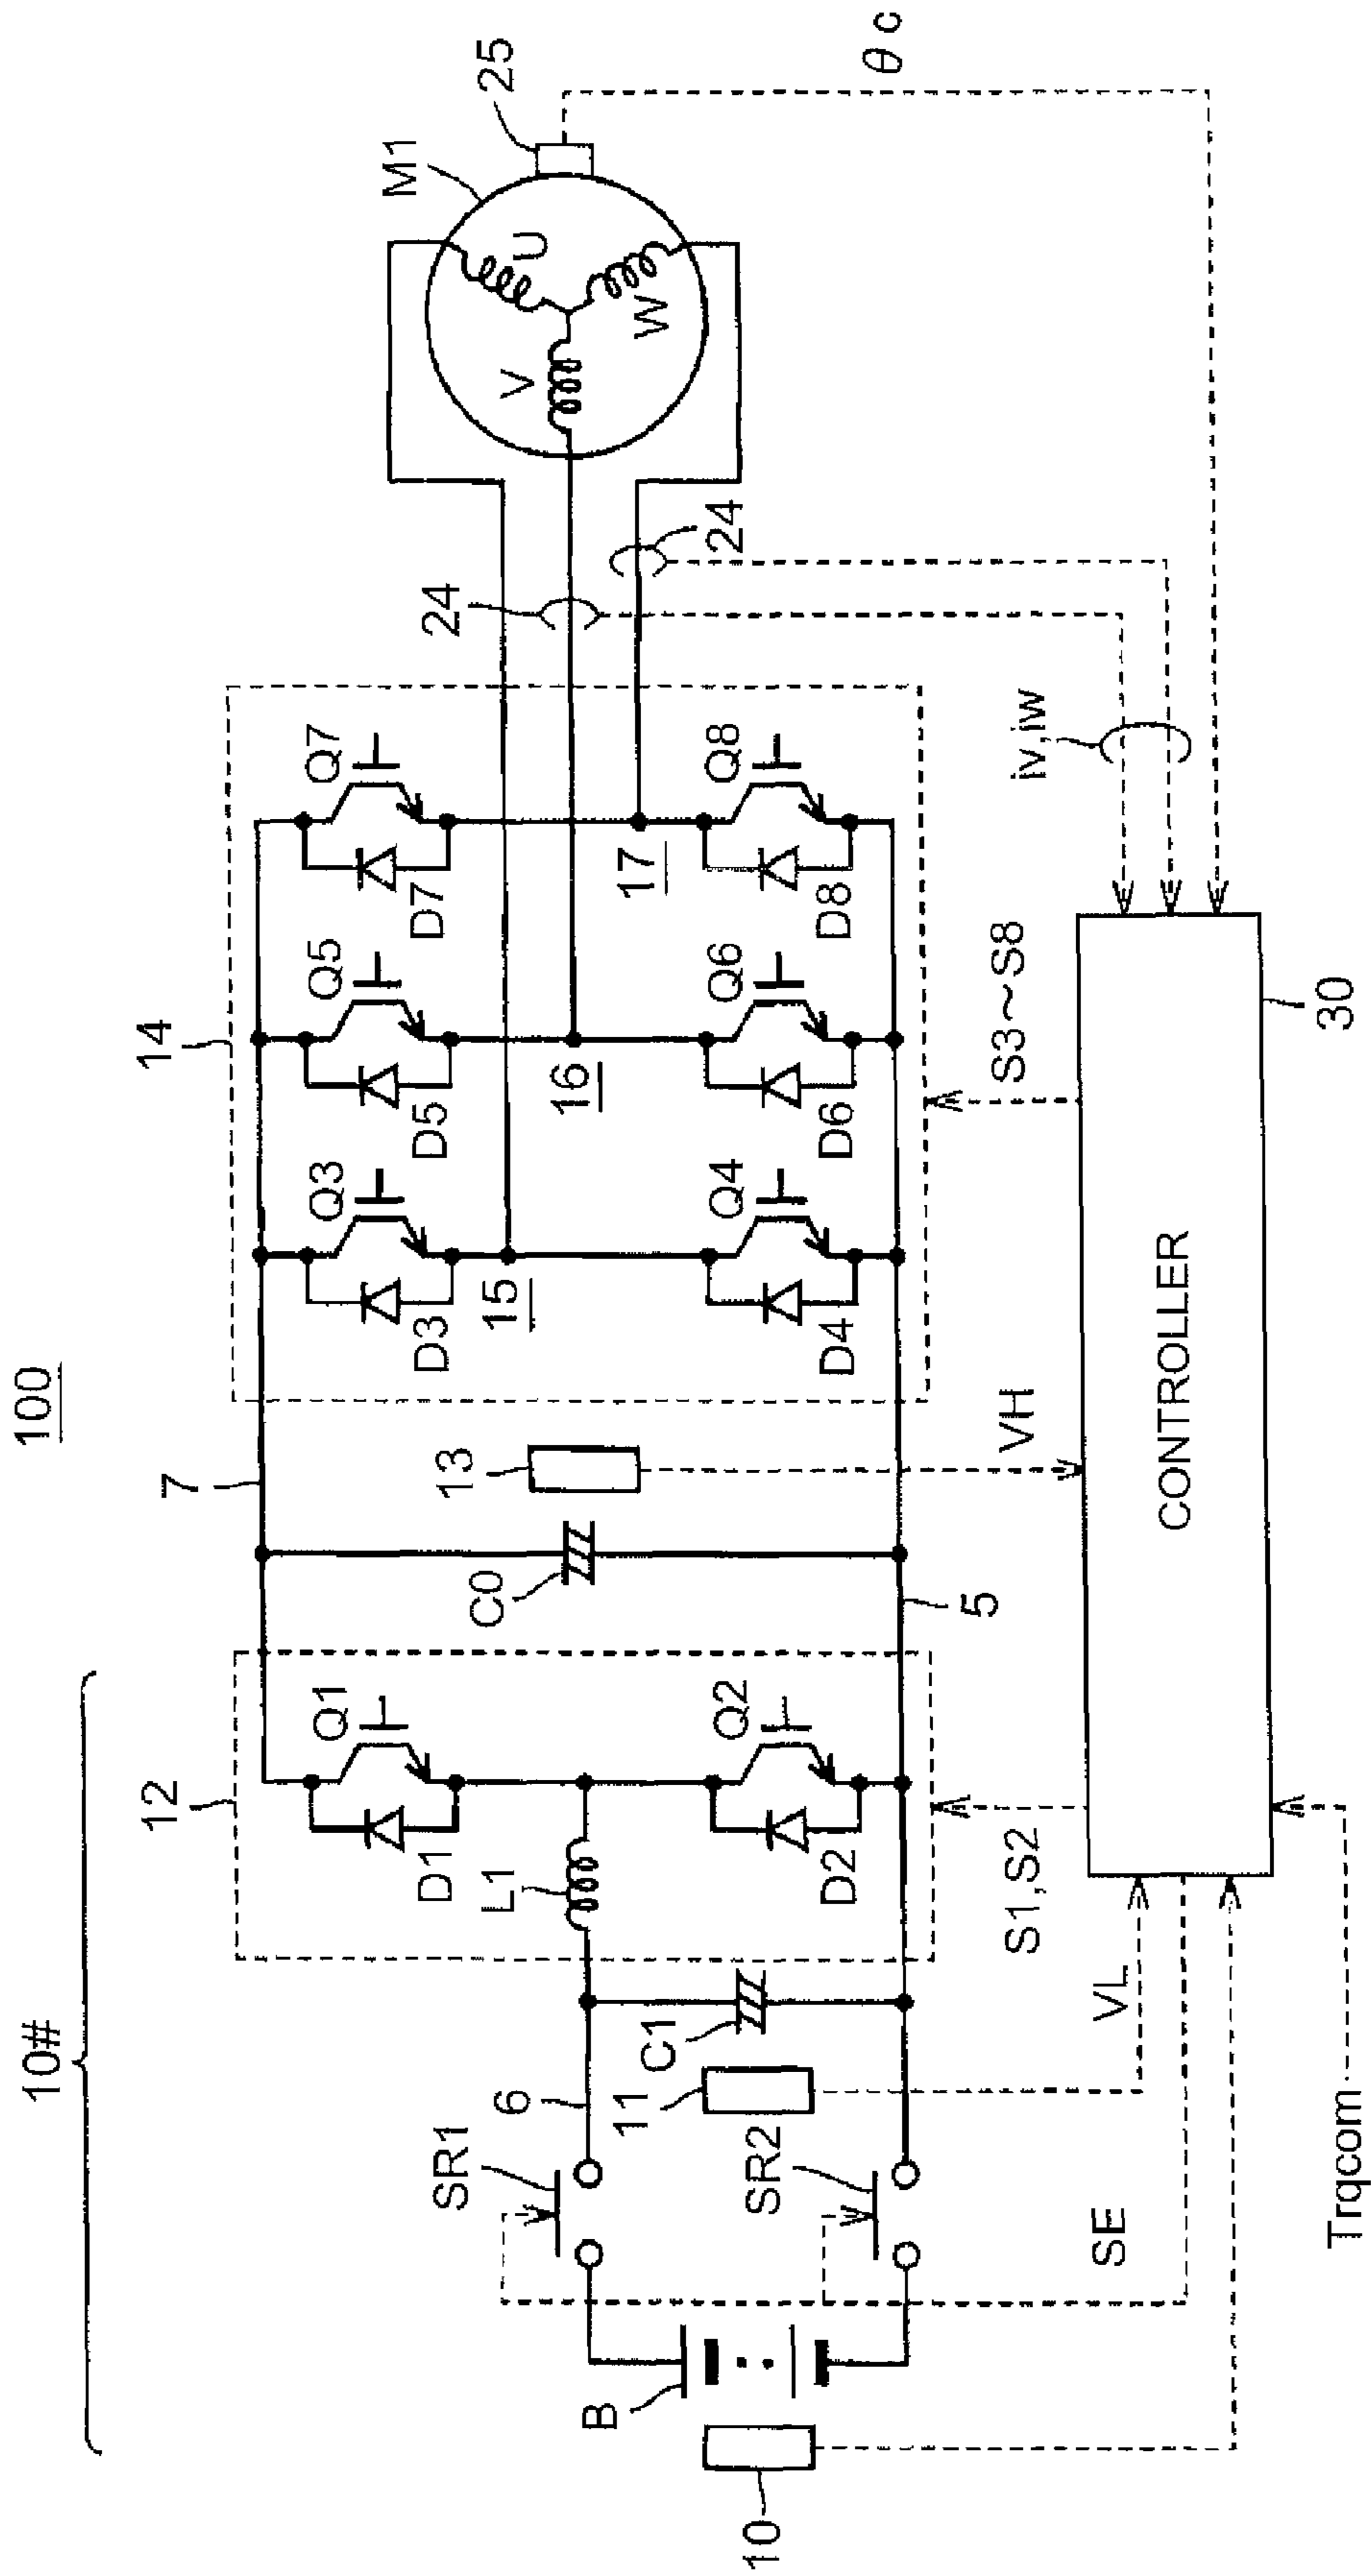 100
10#
12
7
14
Q1
D1
L1
Q2
D2
C0
13
5
Q3
D3
15
Q4
D4
Q5
D5
16
Q6
D6
Q7
D7
17
Q8
D8
24
24
M1
25
U
V
W
θc
iv,iw
SR1
6
11
C1
SR2
B
10
SE
VL
S1,S2
VH
S3~S8
CONTROLLER
30
Trqcom